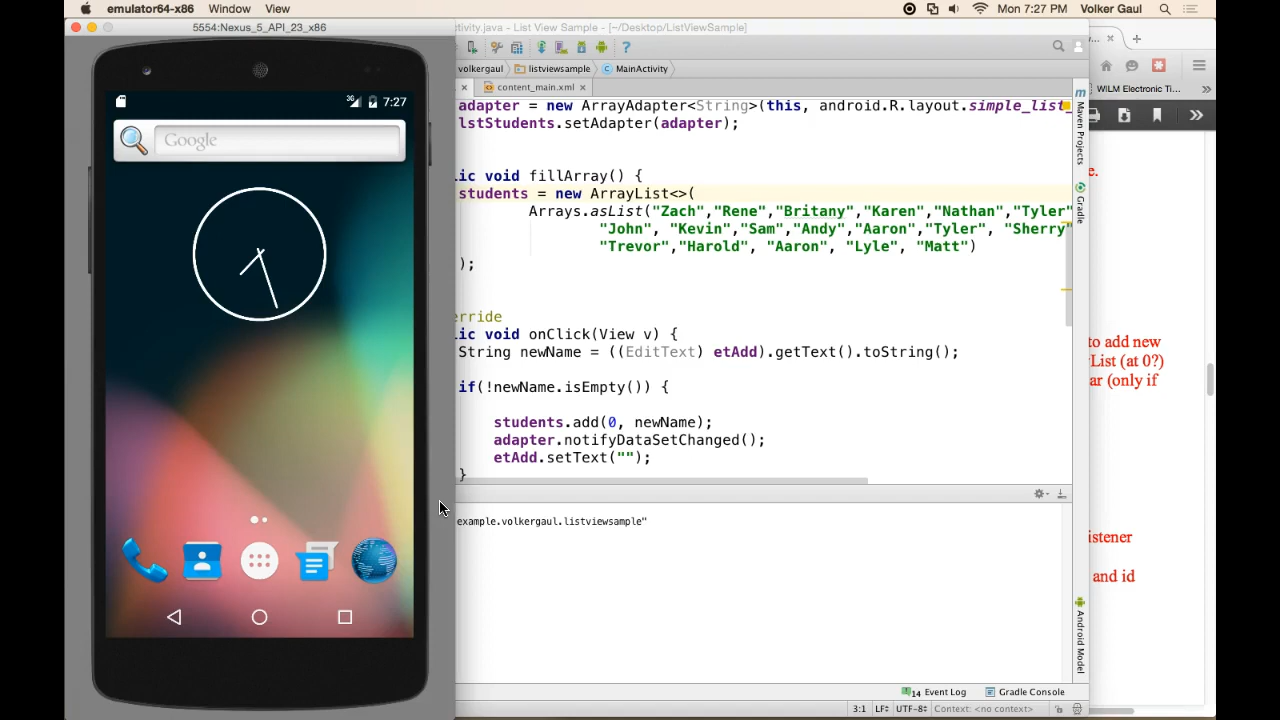 emulator64-x86 Window View
Mon 7:27 PM Volker Gaul
5554:Nexus_5_API_23_x86
tivity.java - List View Sample - [~/Desktop/ListViewSample]
volkergaul listviewsample MainActivity
content_main.xml
WILM Electronic Ti...
3G 7:27
Google
adapter = new ArrayAdapter<String>(this, android.R.layout.simple_list_
lstStudents.setAdapter(adapter);
lic void fillArray() {
students = new ArrayList<>(
Arrays.asList("Zach","Rene","Britany","Karen","Nathan","Tyler"
"John", "Kevin","Sam","Andy","Aaron","Tyler", "Sherry"
"Trevor","Harold", "Aaron", "Lyle", "Matt")
);
erride
lic void onClick(View v) {
String newName = ((EditText) etAdd).getText().toString();
if(!newName.isEmpty()) {
students.add(0, newName);
adapter.notifyDataSetChanged();
etAdd.setText("");
}
example.volkergaul.listviewsample"
Maven Projects
Gradle
Android Model
e.
to add new
List (at 0?)
ar (only if
istener
and id
14 Event Log Gradle Console
3:1 LF UTF-8 Context: <no context>